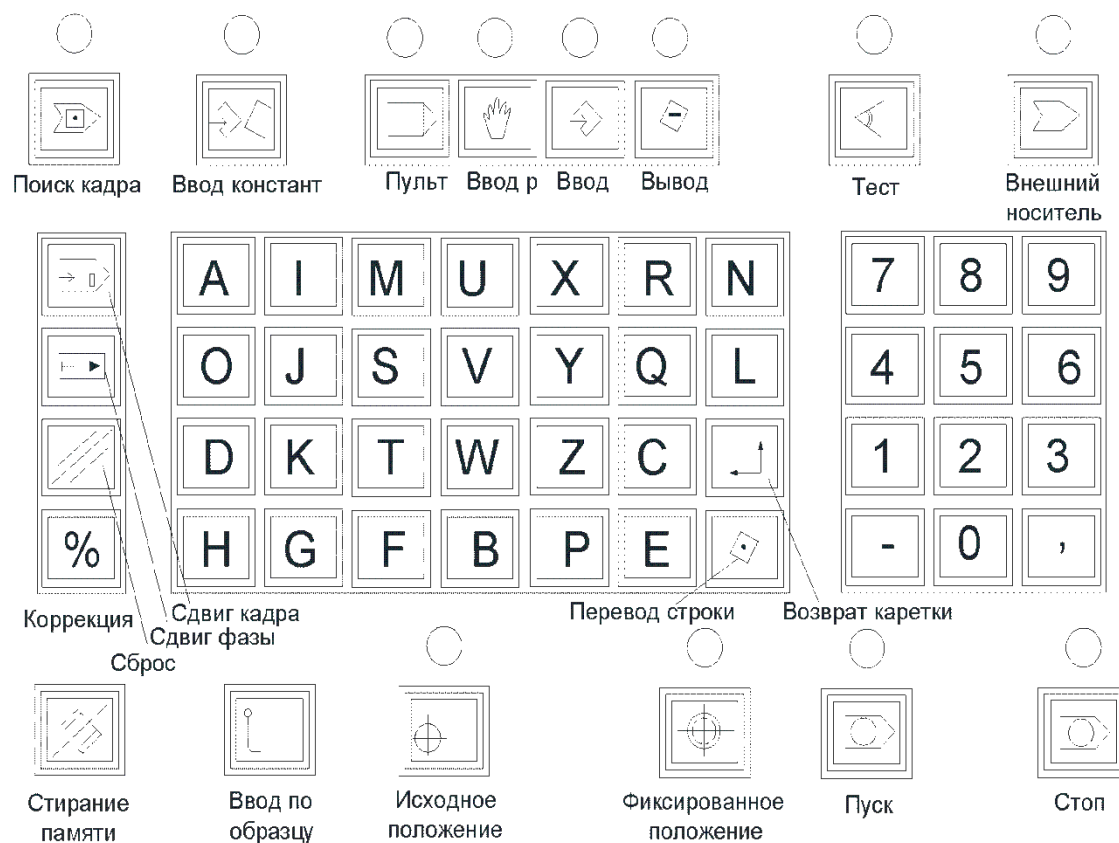 Поиск кадра Ввод констант Пульт Ввод р Ввод Вывод Тест Внешний
носитель
A I M U X R N 7 8 9
O J S V Y Q L 4 5 6
D K T W Z C 1 2 3
% H G F B P E - 0 ,
Коррекция Сдвиг кадра Перевод строки Возврат каретки
Сдвиг фазы
Сброс
Стирание Ввод по Исходное Фиксированное Пуск Стоп
памяти образцу положение положение